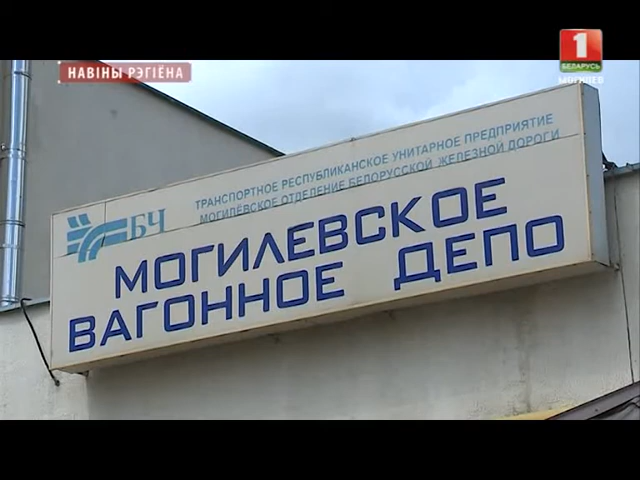 НАВІНЫ РЭГІЁНА
1
БЕЛАРУСЬ
МОГИЛЕВ
ТРАНСПОРТНОЕ РЕСПУБЛИКАНСКОЕ УНИТАРНОЕ ПРЕДПРИЯТИЕ
МОГИЛЁВСКОЕ ОТДЕЛЕНИЕ БЕЛОРУССКОЙ ЖЕЛЕЗНОЙ ДОРОГИ
БЧ
МОГИЛЕВСКОЕ
ВАГОННОЕ ДЕПО